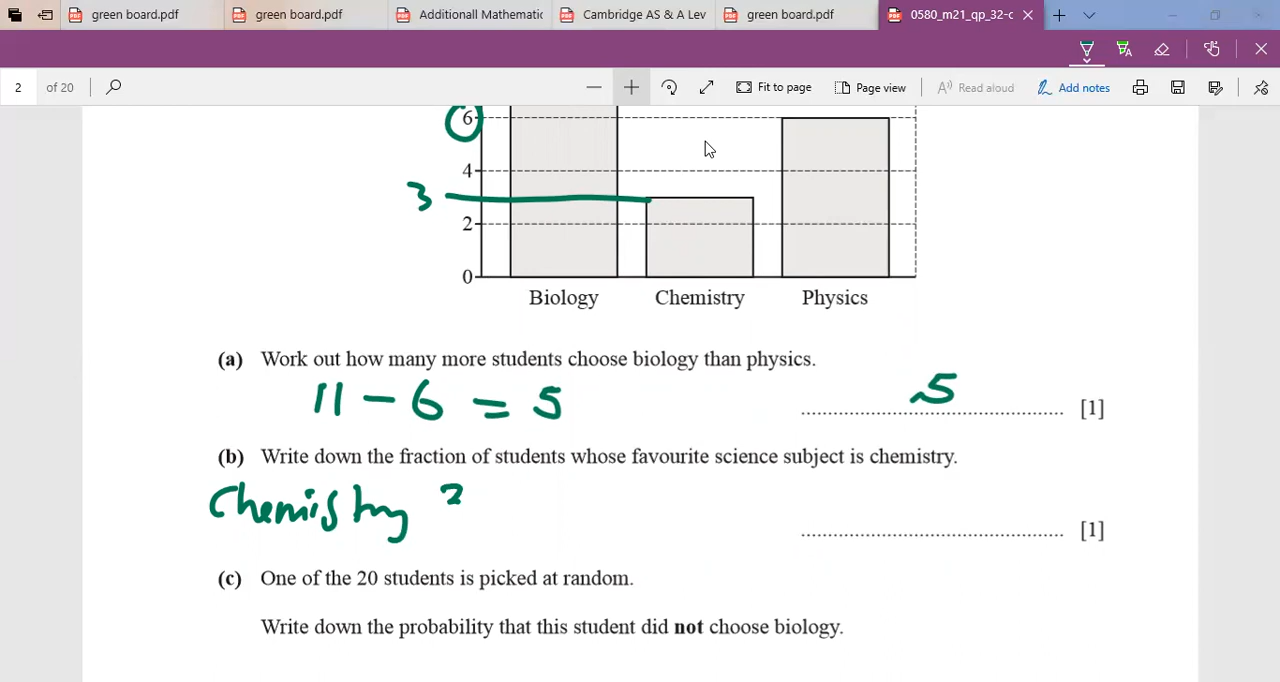 green board.pdf
green board.pdf
Additionall Mathematic
Cambridge AS & A Lev
green board.pdf
0580_m21_qp_32-c
2 of 20
Fit to page
Page view
Read aloud
Add notes
6
4
3
2
0
Biology Chemistry Physics
(a) Work out how many more students choose biology than physics.
11 - 6 = 5
5
[1]
(b) Write down the fraction of students whose favourite science subject is chemistry.
Chemistry
[1]
(c) One of the 20 students is picked at random.
Write down the probability that this student did not choose biology.